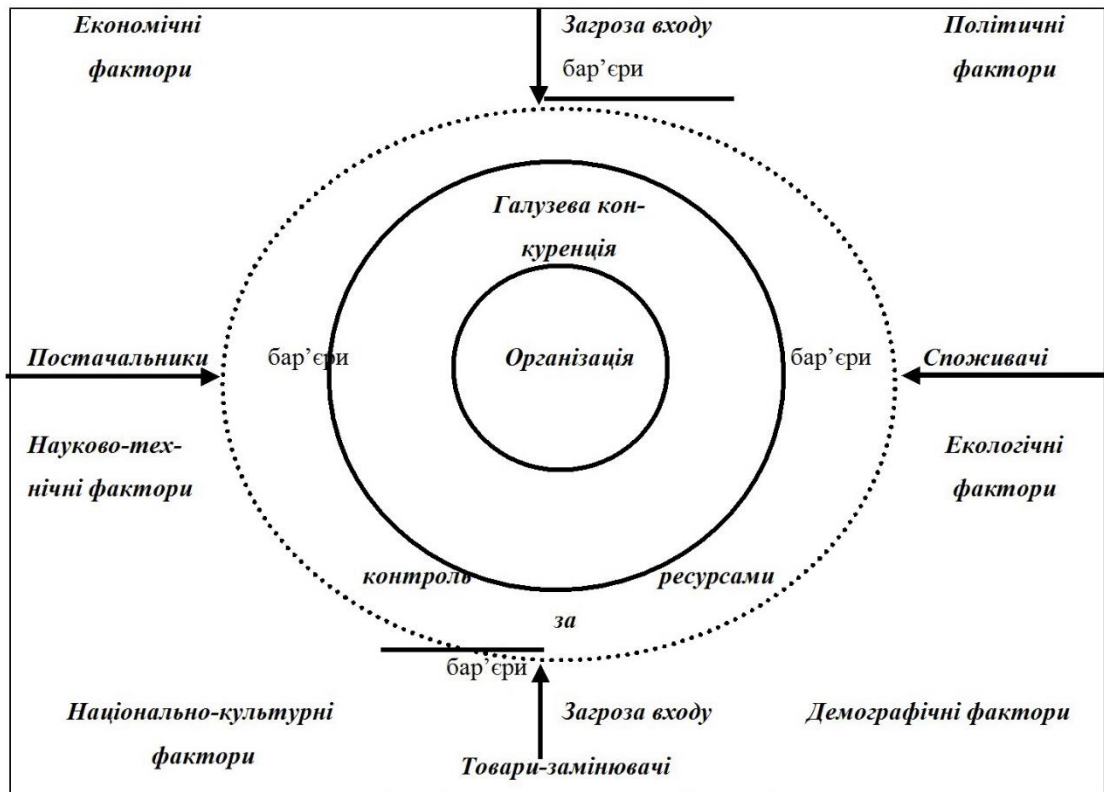 Економічні
фактори
Загроза входу
бар’єри
Політичні
фактори
Галузева кон-
куренція
Постачальники
бар’єри
Організація
бар’єри
Споживачі
Науково-тех-
нічні фактори
Екологічні
фактори
контроль
ресурсами
за
бар’єри
Національно-культурні
фактори
Загроза входу
Товари-замінювачі
Демографічні фактори